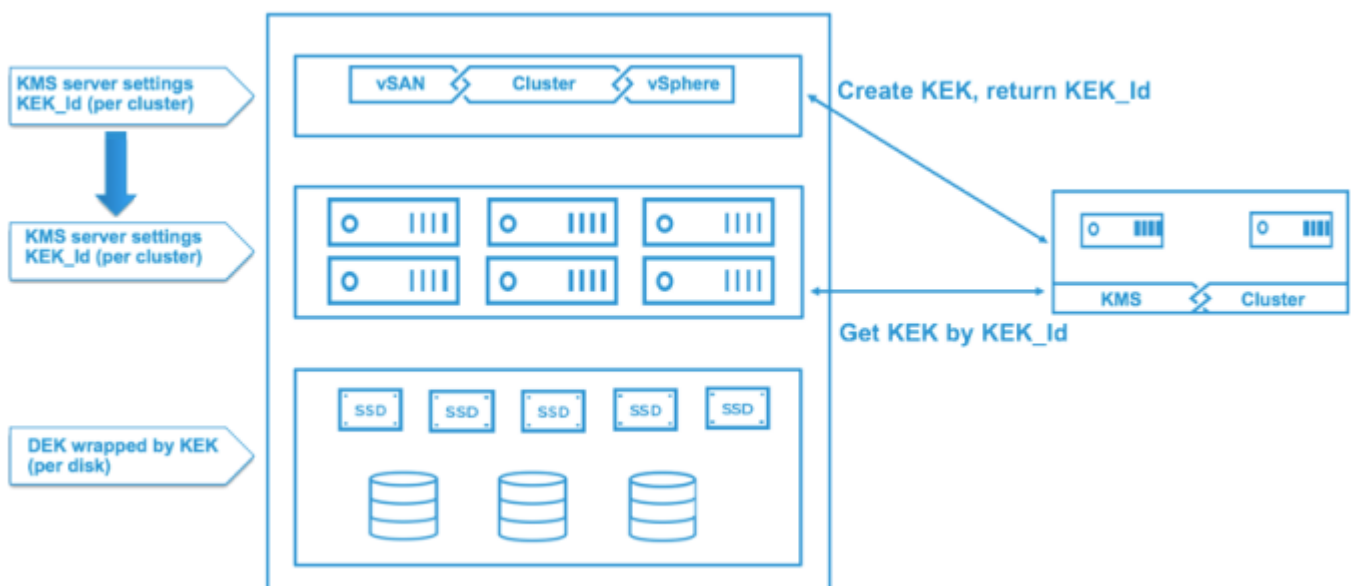 KMS server settings
KEK_Id (per cluster)
vSAN
Cluster
vSphere
Create KEK, return KEK_Id
KMS server settings
KEK_Id (per cluster)
KMS
Cluster
Get KEK by KEK_Id
SSD
SSD
SSD
SSD
SSD
DEK wrapped by KEK
(per disk)